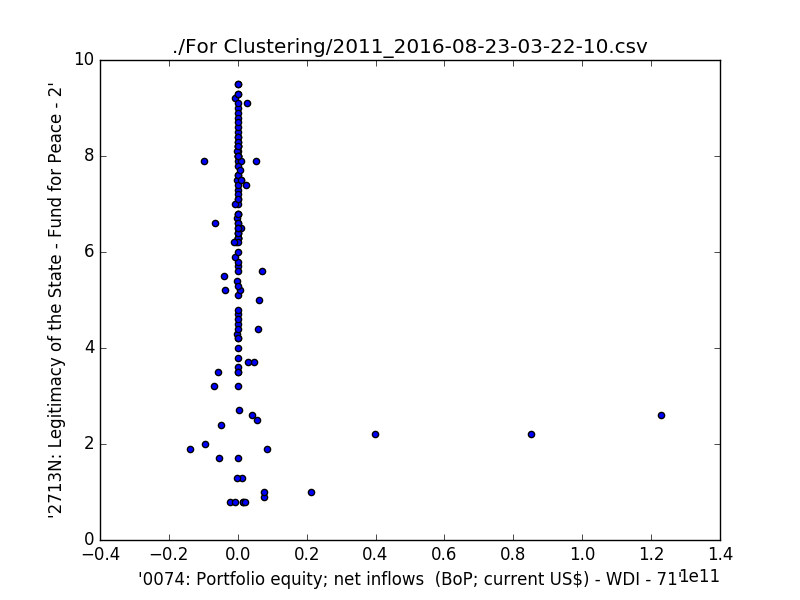 ./For Clustering/2011_2016-08-23-03-22-10.csv
'2713N: Legitimacy of the State - Fund for Peace - 2'
10
8
6
4
2
0
−0.4 −0.2 0.0 0.2 0.4 0.6 0.8 1.0 1.2 1.4
1e11
'0074: Portfolio equity; net inflows (BoP; current US$) - WDI - 71'